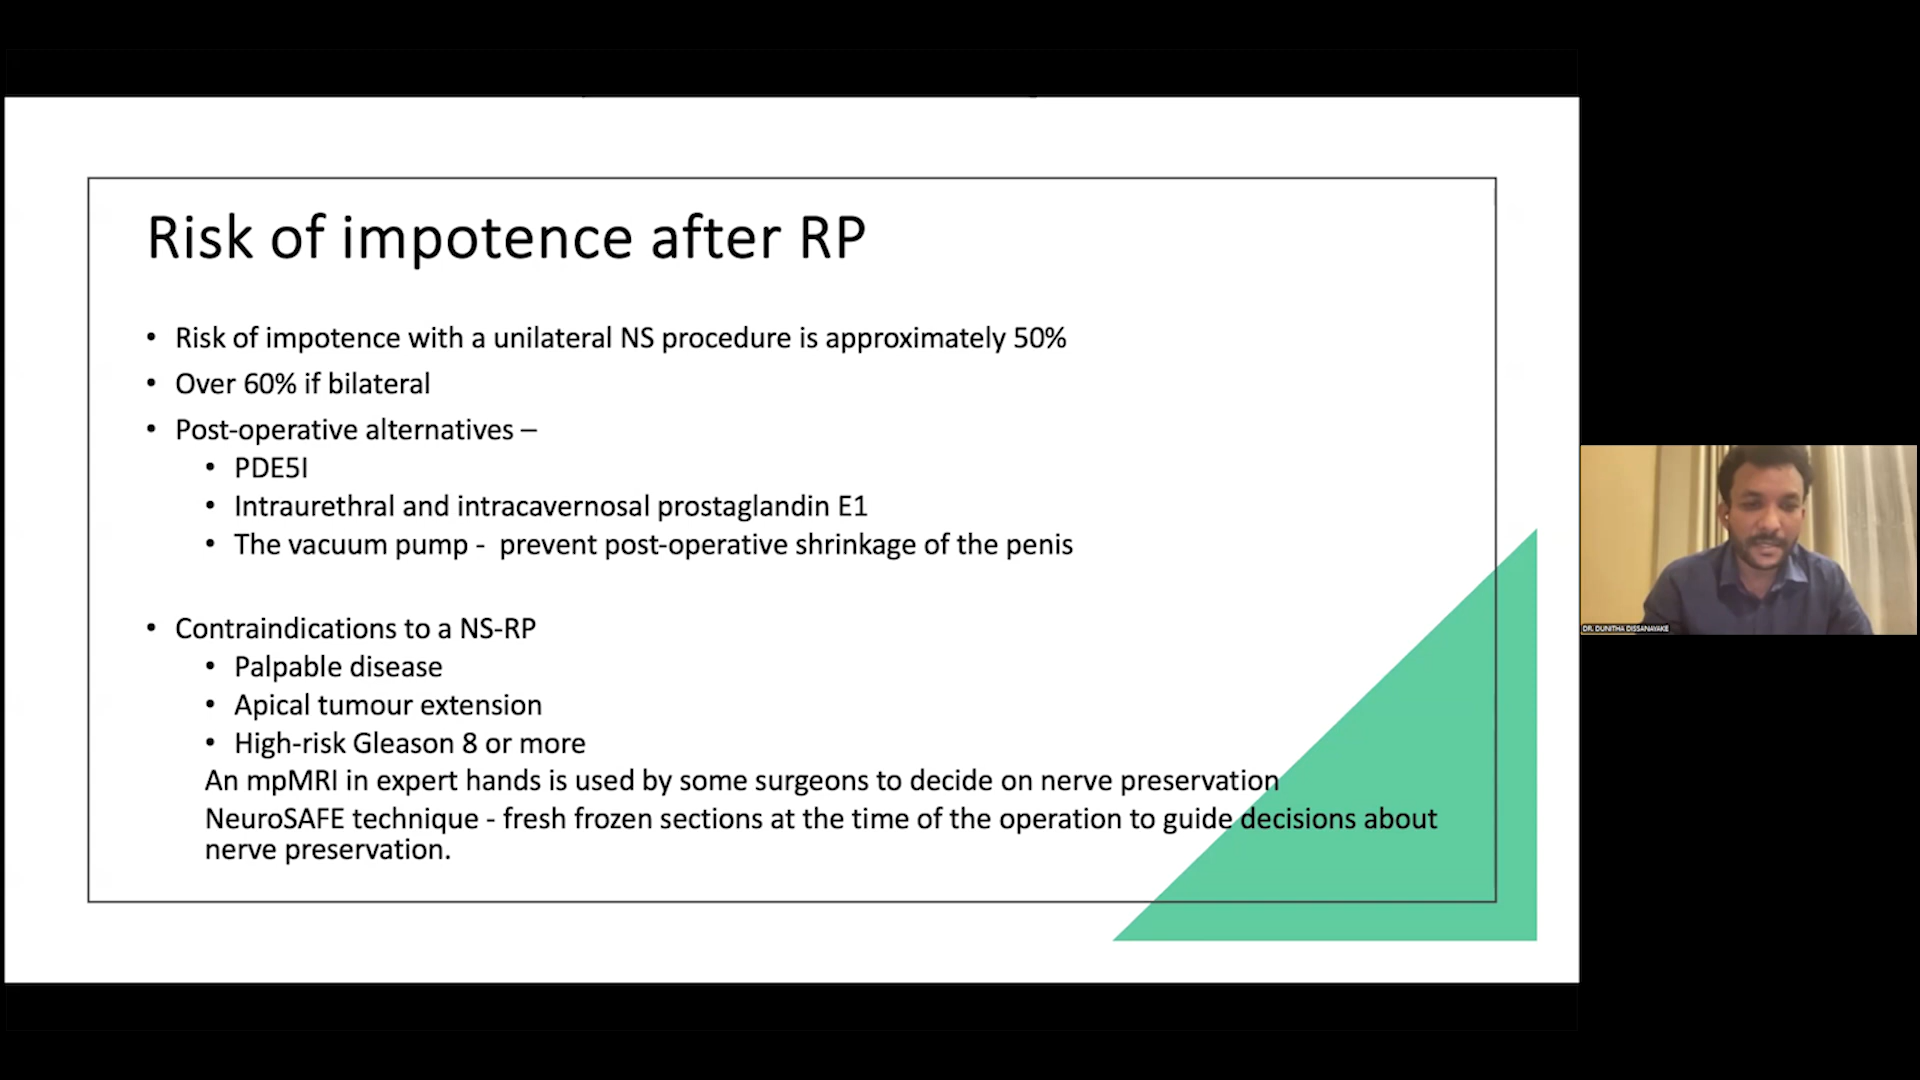 Risk of impotence after RP
• Risk of impotence with a unilateral NS procedure is approximately 50%
• Over 60% if bilateral
• Post-operative alternatives –
• PDE5I
• Intraurethral and intracavernosal prostaglandin E1
• The vacuum pump - prevent post-operative shrinkage of the penis
• Contraindications to a NS-RP
• Palpable disease
• Apical tumour extension
• High-risk Gleason 8 or more
An mpMRI in expert hands is used by some surgeons to decide on nerve preservation
NeuroSAFE technique - fresh frozen sections at the time of the operation to guide decisions about
nerve preservation.
DR. DUNITHA DISSANAYAKE